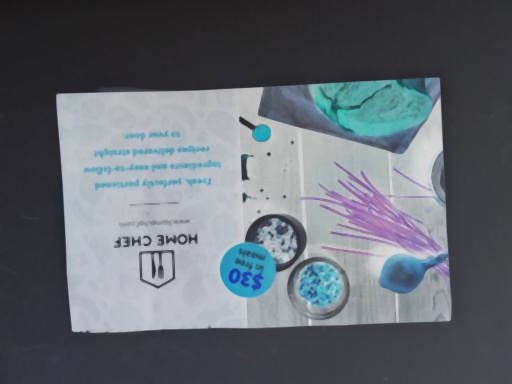 HOME CHEF
www.homechef.com
Fresh, perfectly portioned
ingredients and easy-to-follow
recipes delivered straight
to your door.
$30
in free
meals